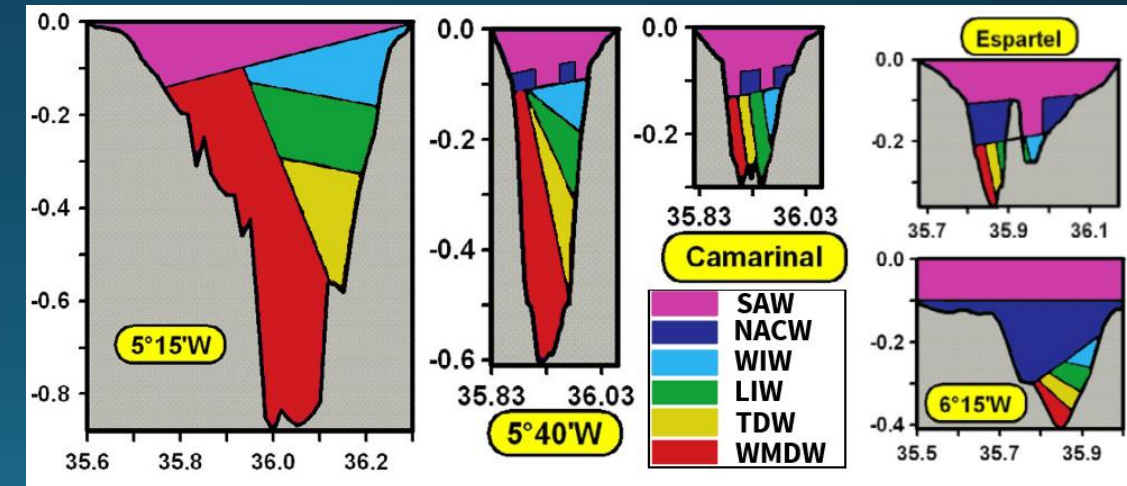 0.0
-0.2
-0.4
-0.6
-0.8
35.6 35.8 36.0 36.2
5°15'W
0.0
-0.2
-0.4
-0.6
35.83 36.03
5°40'W
0.0
-0.2
35.83 36.03
Camarinal
SAW
NACW
WIW
LIW
TDW
WMDW
Espartel
0.0
-0.2
35.7 35.9 36.1
0.0
-0.2
-0.4
35.5 35.7 35.9
6°15'W